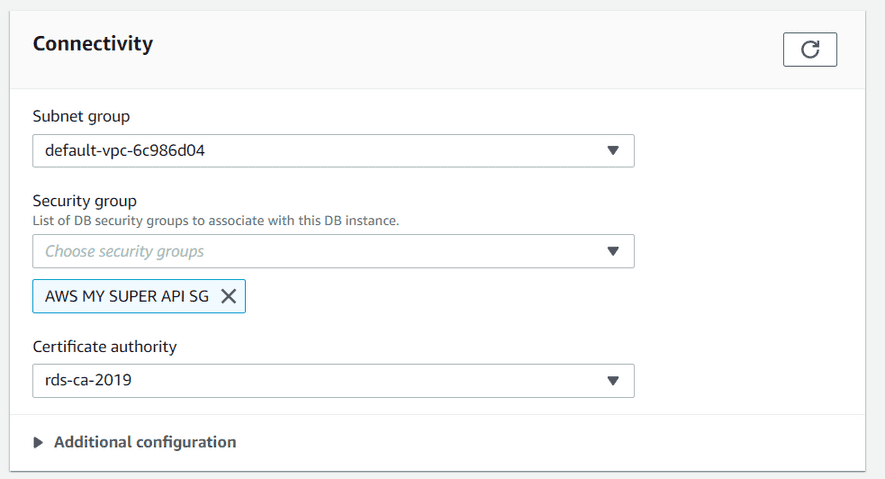 Connectivity
Subnet group
default-vpc-6c986d04
Security group
List of DB security groups to associate with this DB instance.
Choose security groups
AWS MY SUPER API SG
Certificate authority
rds-ca-2019
Additional configuration